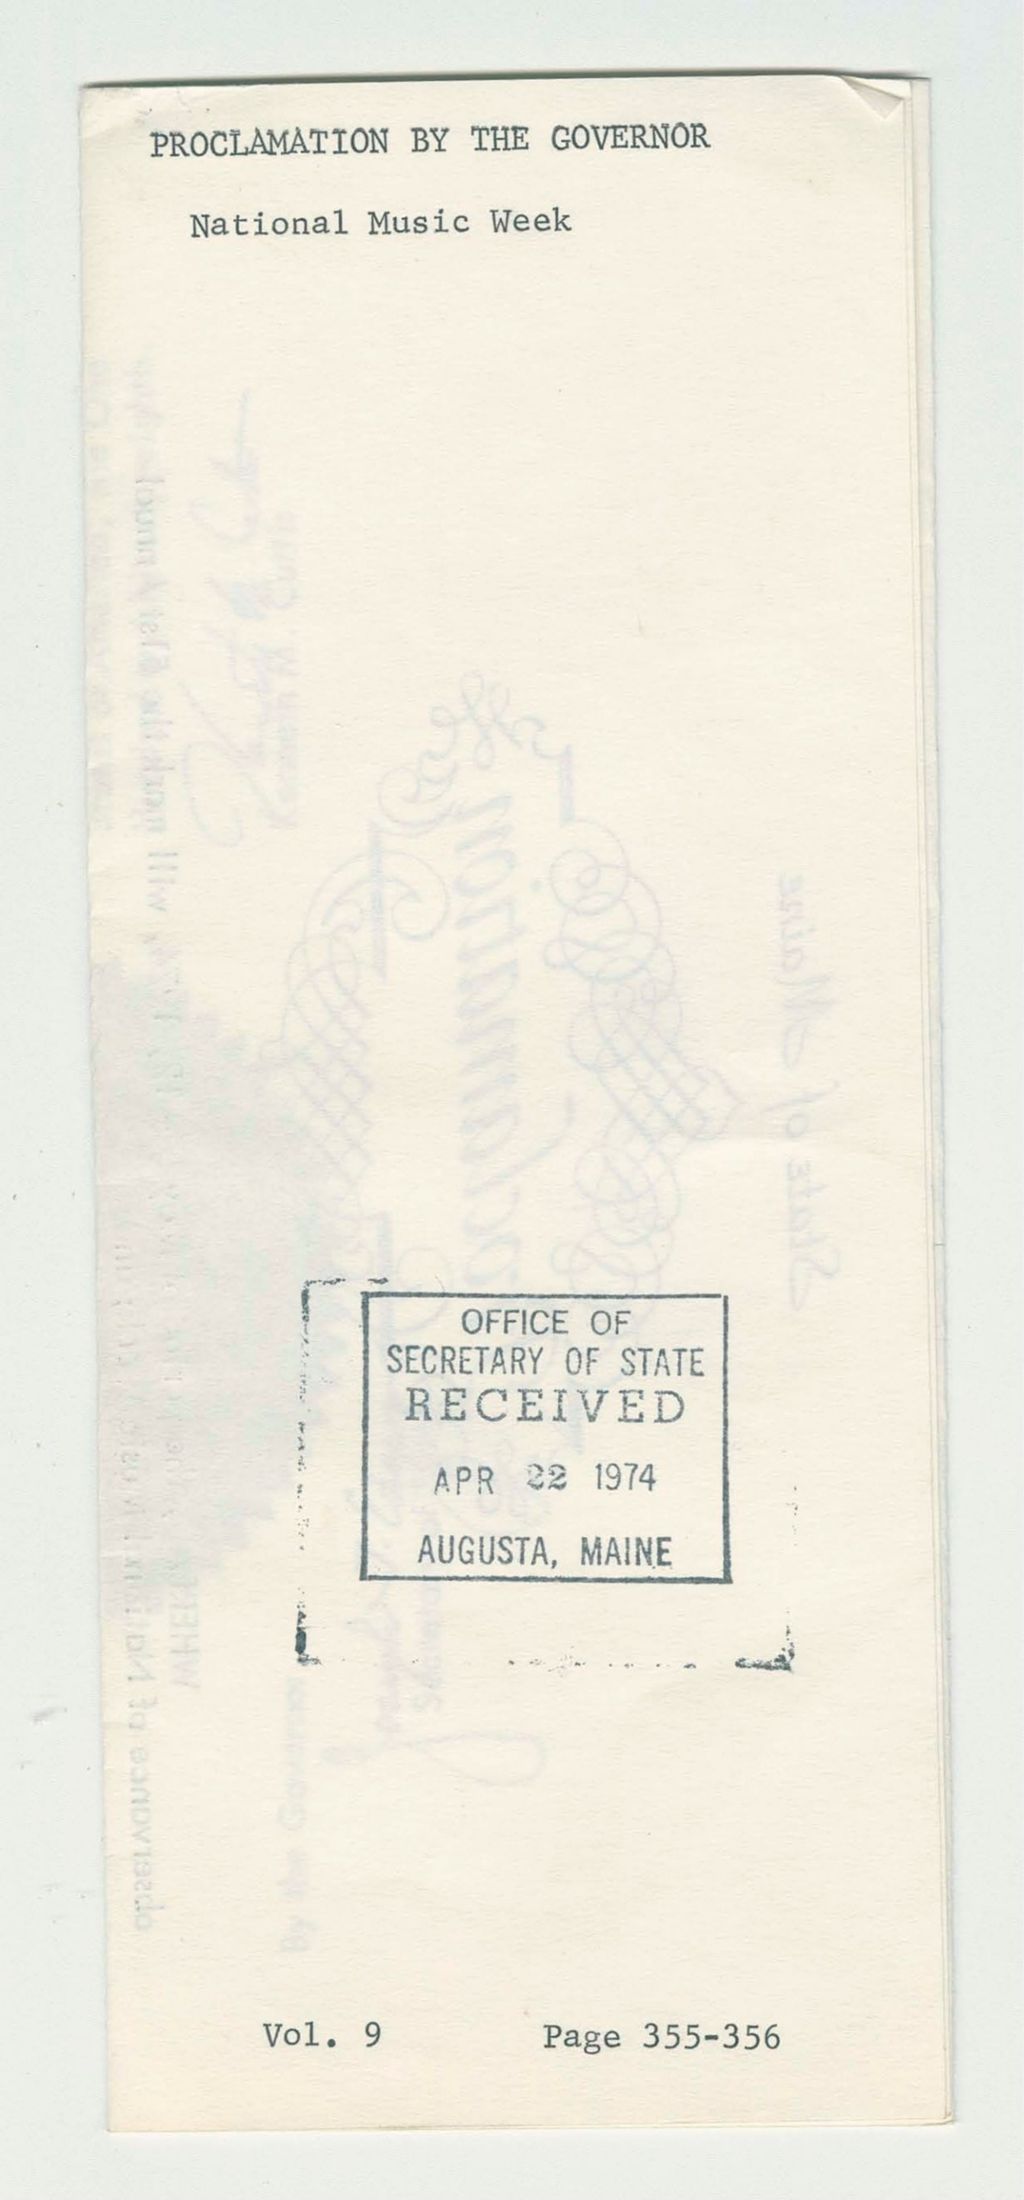 PROCLAMATION BY THE GOVERNOR
National Music Week
OFFICE OF
SECRETARY OF STATE
RECEIVED
APR 22 1974
AUGUSTA, MAINE
Vol. 9 Page 355-356